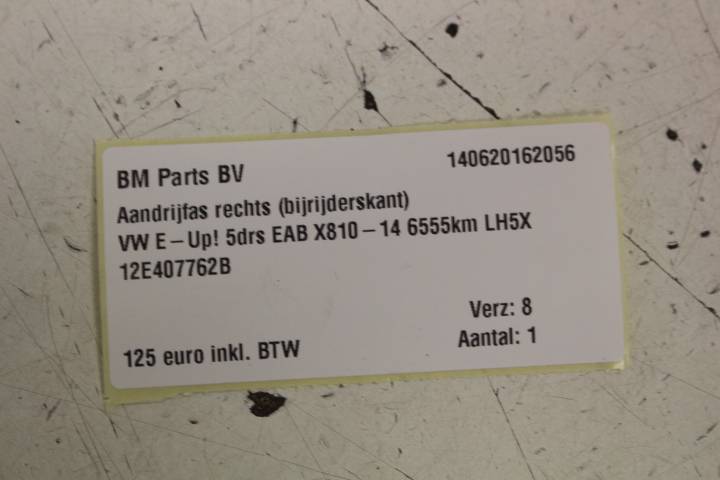 BM Parts BV 140620162056
Aandrijfas rechts (bijrijderskant)
VW E-Up! 5drs EAB X810-14 6555km LH5X
12E407762B
Verz: 8
125 euro inkl. BTW Aantal: 1